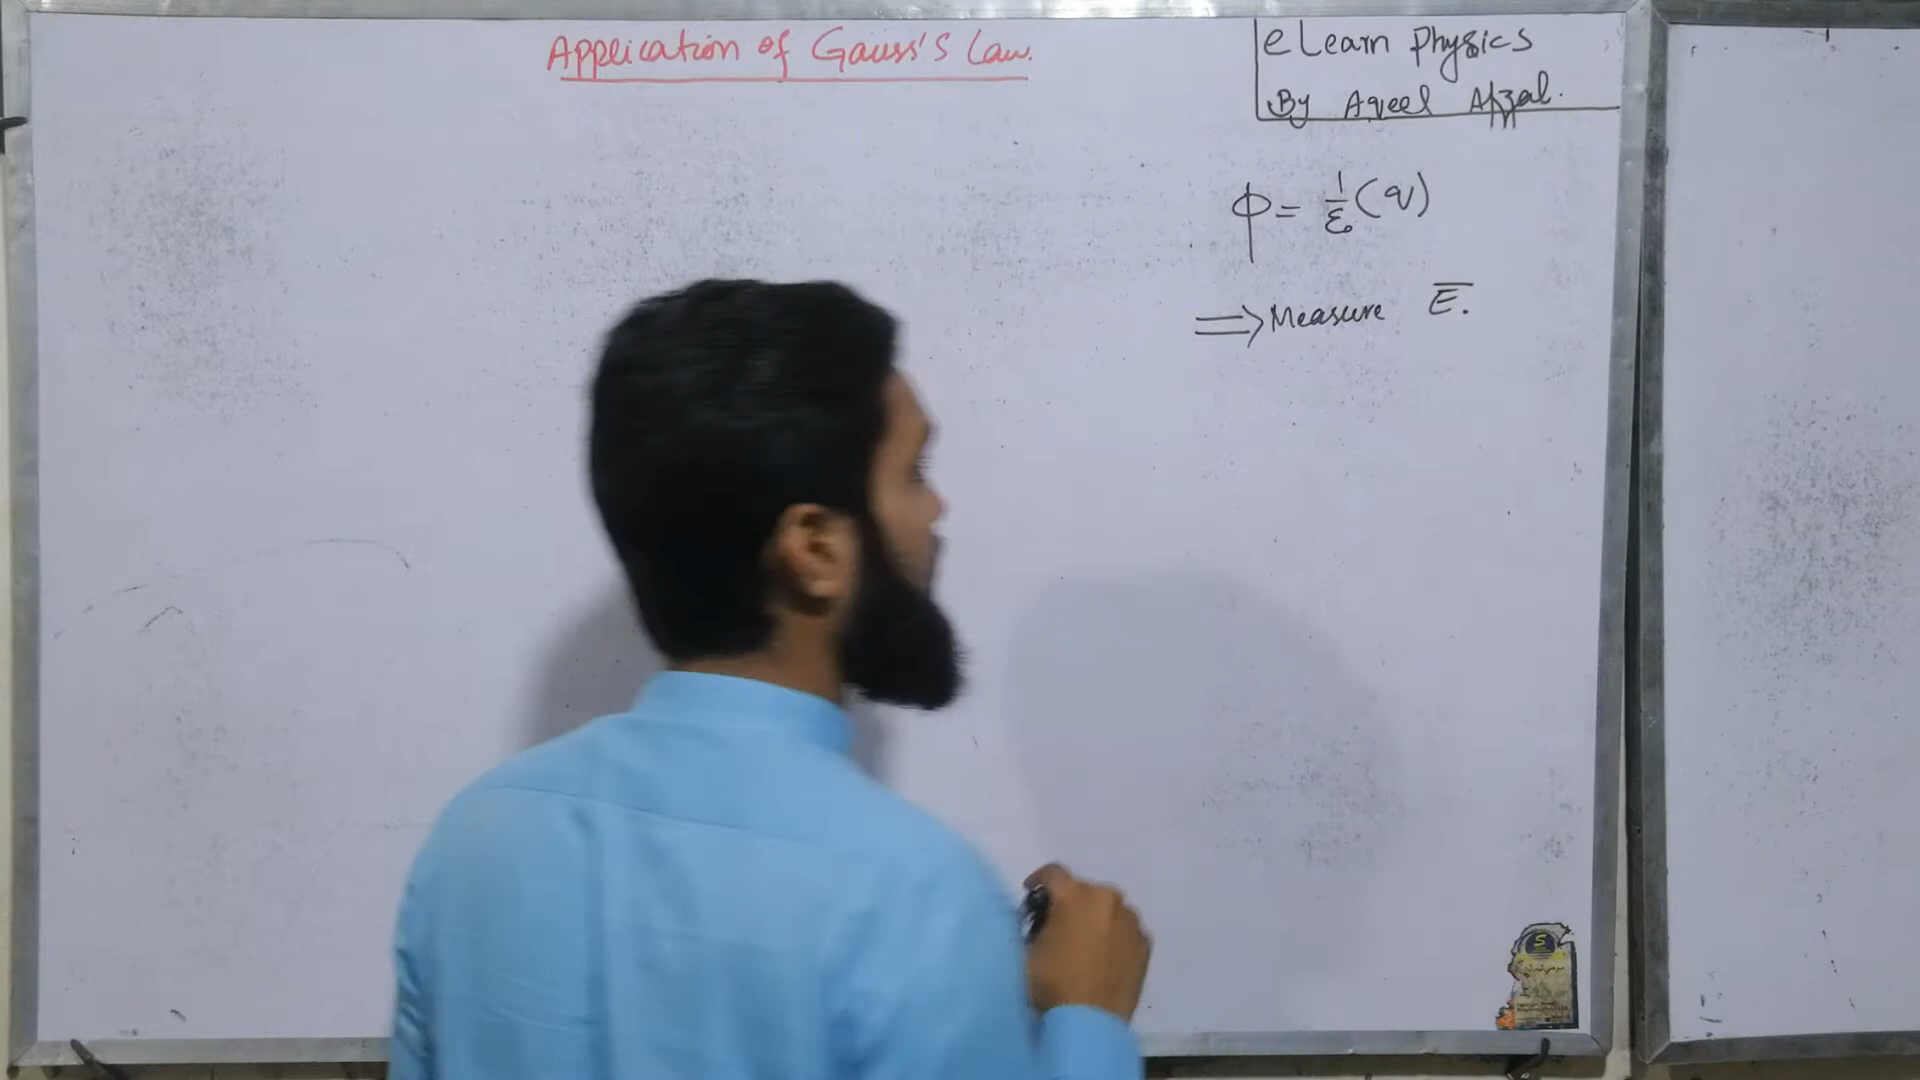 Application of Gauss's Law.
eLearn Physics
By Aqeel Afzal.
ϕ = 1/ε₀ (q)
⇒ Measure E̅.